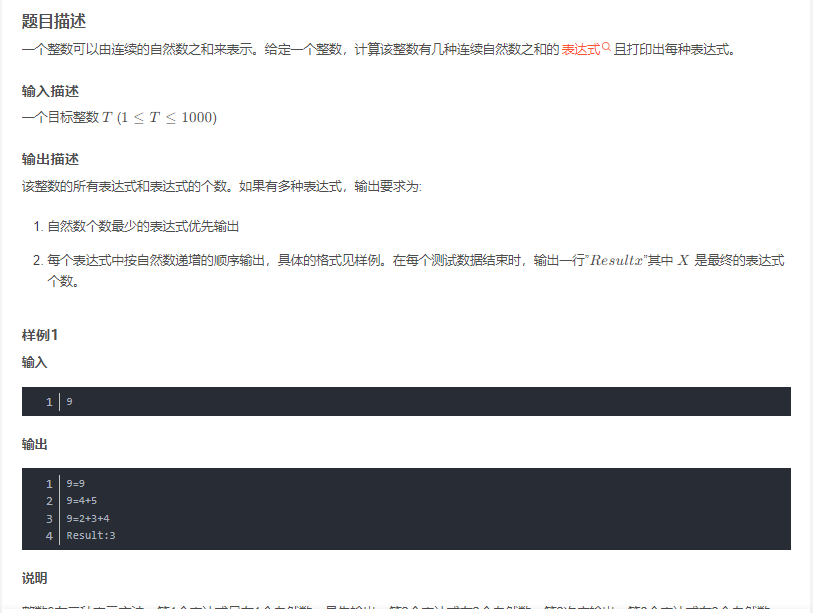 题目描述
一个整数可以由连续的自然数之和来表示。给定一个整数，计算该整数有几种连续自然数之和的 表达式 且打印出每种表达式。
输入描述
一个目标整数 T (1 ≤ T ≤ 1000)
输出描述
该整数的所有表达式和表达式的个数。如果有多种表达式，输出要求为:
1. 自然数个数最少的表达式优先输出
2. 每个表达式中按自然数递增的顺序输出，具体的格式见样例。在每个测试数据结束时，输出一行"Resultx"其中 X 是最终的表达式
个数。
样例1
输入
1 9
输出
1 9=9
2 9=4+5
3 9=2+3+4
4 Result:3
说明